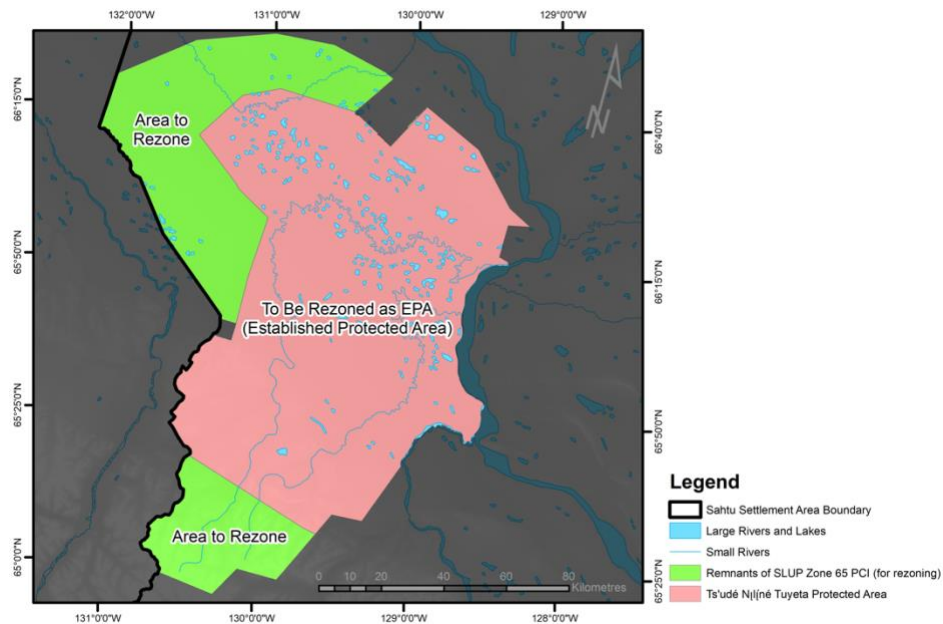 132°0'0"W 131°0'0"W 130°0'0"W 129°0'0"W
66°15'0"N
66°40'0"N
Area to
Rezone
N
65°50'0"N
66°15'0"N
To Be Rezoned as EPA
(Established Protected Area)
65°25'0"N
65°50'0"N
Area to Rezone
65°0'0"N
65°25'0"N
0 10 20 40 60 80
Kilometres
131°0'0"W 130°0'0"W 129°0'0"W 128°0'0"W
Legend
Sahtu Settlement Area Boundary
Large Rivers and Lakes
Small Rivers
Remnants of SLUP Zone 65 PCI (for rezoning)
Ts'udé Nı̨lı̨né Tuyeta Protected Area